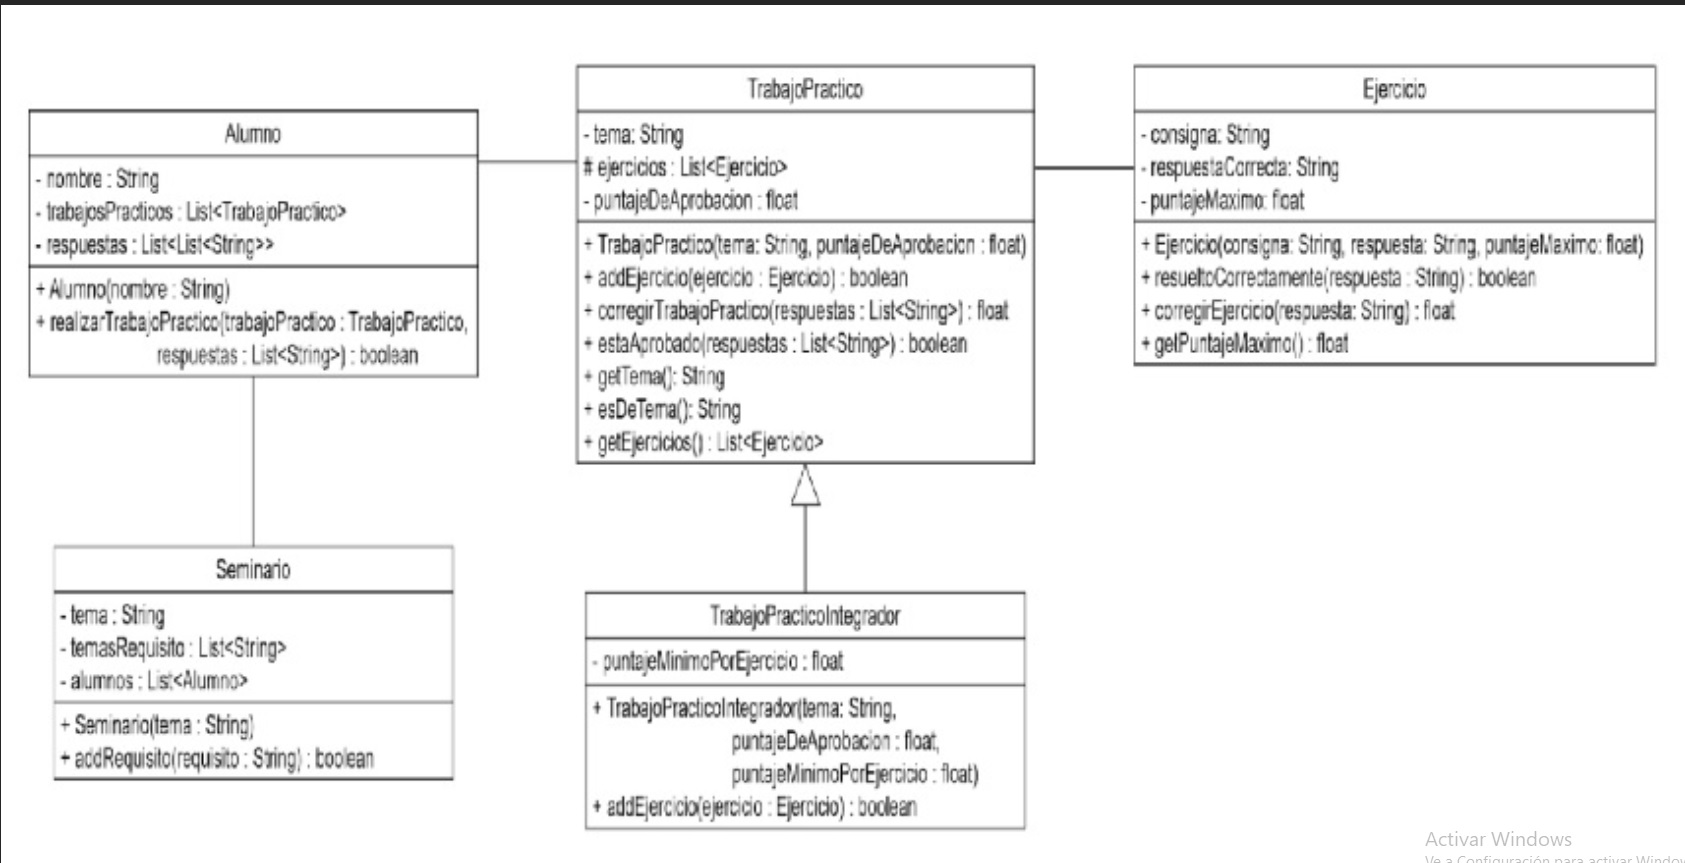 Alumno
- nombre : String
- trabajosPracticos : List<TrabajoPractico>
- respuestas : List<List<String>>
+ Alumno(nombre : String)
+ realizarTrabajoPractico(trabajoPractico : TrabajoPractico,
respuestas : List<String>) : boolean
TrabajoPractico
- tema: String
# ejercicios : List<Ejercicio>
- puntajeDeAprobacion : float
+ TrabajoPractico(tema: String, puntajeDeAprobacion : float)
+ addEjercicio(ejercicio : Ejercicio) : boolean
+ corregirTrabajoPractico(respuestas : List<String>) : float
+ estaAprobado(respuestas : List<String>) : boolean
+ getTema(): String
+ esDeTema(): String
+ getEjercicios() : List<Ejercicio>
Ejercicio
- consigna: String
- respuestaCorrecta: String
- puntajeMaximo: float
+ Ejercicio(consigna: String, respuesta: String, puntajeMaximo: float)
+ resueltoCorrectamente(respuesta : String) : boolean
+ corregirEjercicio(respuesta: String) : float
+ getPuntajeMaximo() : float
Seminario
- tema : String
- temasRequisito : List<String>
- alumnos : List<Alumno>
+ Seminario(tema : String)
+ addRequisito(requisito : String) : boolean
TrabajoPracticoIntegrador
- puntajeMinimoPorEjercicio : float
+ TrabajoPracticoIntegrador(tema: String,
puntajeDeAprobacion : float,
puntajeMinimoPorEjercicio : float)
+ addEjercicio(ejercicio : Ejercicio) : boolean
Activar Windows
Ve a Configuración para activar Window